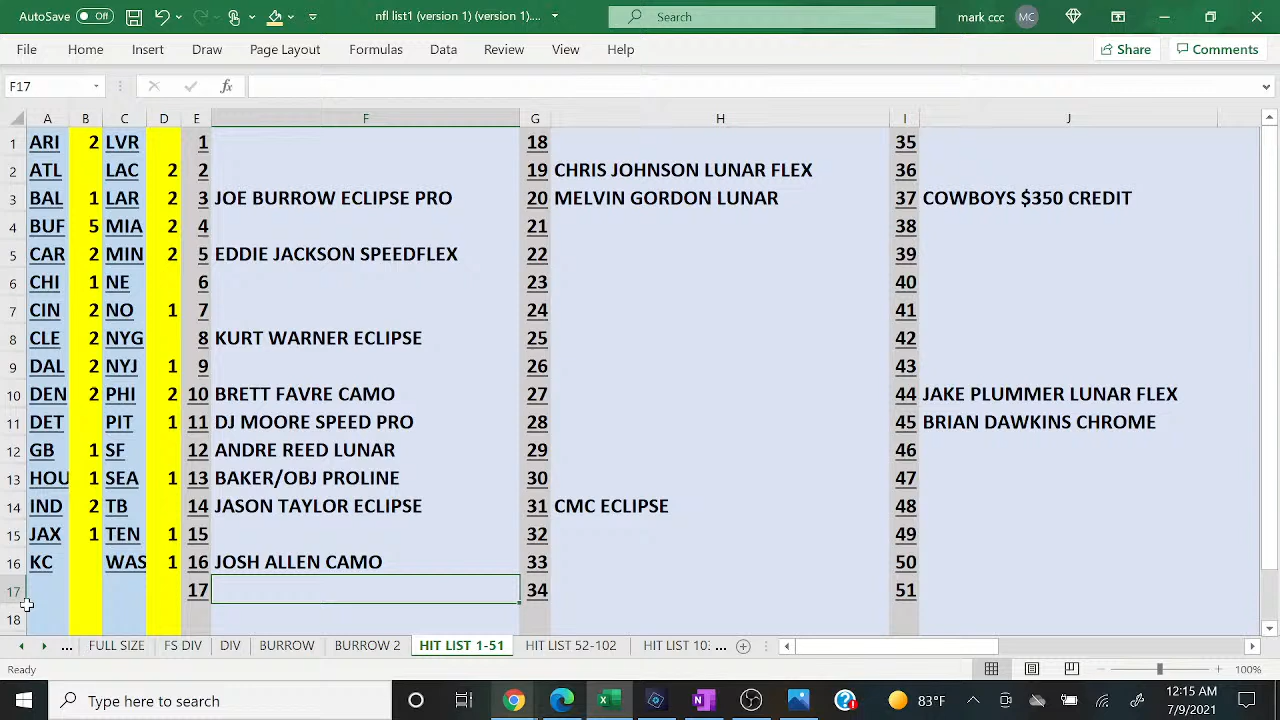 AutoSave Off nfl list1 (version 1) (version 1)... Search mark ccc MC
File Home Insert Draw Page Layout Formulas Data Review View Help Share Comments
F17 fx
A B C D E F G H I J
1 ARI 2 LVR 1 18 35
2 ATL LAC 2 2 19 CHRIS JOHNSON LUNAR FLEX 36
3 BAL 1 LAR 2 3 JOE BURROW ECLIPSE PRO 20 MELVIN GORDON LUNAR 37 COWBOYS $350 CREDIT
4 BUF 5 MIA 2 4 21 38
5 CAR 2 MIN 2 5 EDDIE JACKSON SPEEDFLEX 22 39
6 CHI 1 NE 6 23 40
7 CIN 2 NO 1 7 24 41
8 CLE 2 NYG 8 KURT WARNER ECLIPSE 25 42
9 DAL 2 NYJ 1 9 26 43
10 DEN 2 PHI 2 10 BRETT FAVRE CAMO 27 44 JAKE PLUMMER LUNAR FLEX
11 DET PIT 1 11 DJ MOORE SPEED PRO 28 45 BRIAN DAWKINS CHROME
12 GB 1 SF 12 ANDRE REED LUNAR 29 46
13 HOU 1 SEA 1 13 BAKER/OBJ PROLINE 30 47
14 IND 2 TB 14 JASON TAYLOR ECLIPSE 31 CMC ECLIPSE 48
15 JAX 1 TEN 1 15 32 49
16 KC WAS 1 16 JOSH ALLEN CAMO 33 50
17 17 34 51
18
... FULL SIZE FS DIV DIV BURROW BURROW 2 HIT LIST 1-51 HIT LIST 52-102 HIT LIST 10: ...
Ready 100%
Type here to search 83°F 12:15 AM
7/9/2021